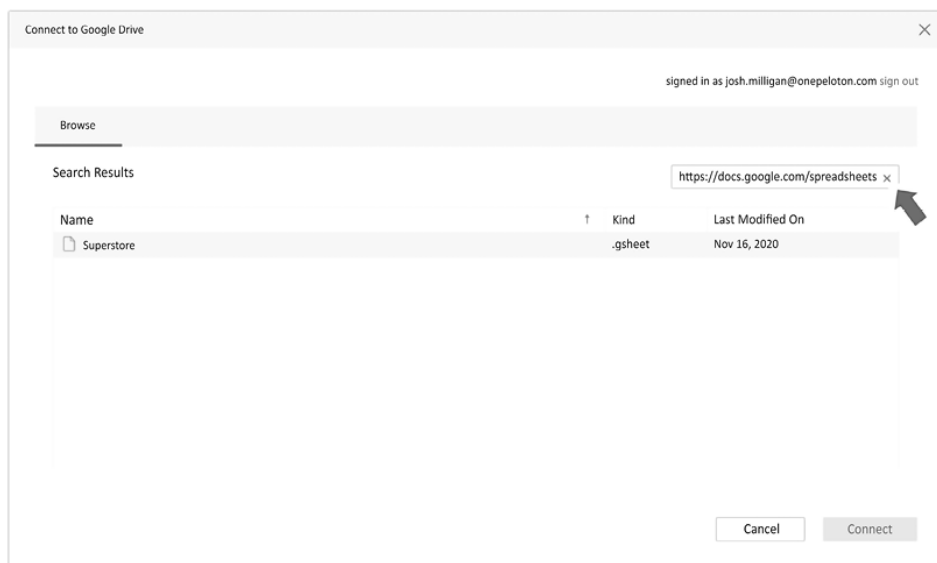 Connect to Google Drive
signed in as josh.milligan@onepeloton.com sign out
Browse
Search Results
https://docs.google.com/spreadsheets ×
Name ↑ Kind Last Modified On
Superstore .gsheet Nov 16, 2020
Cancel Connect